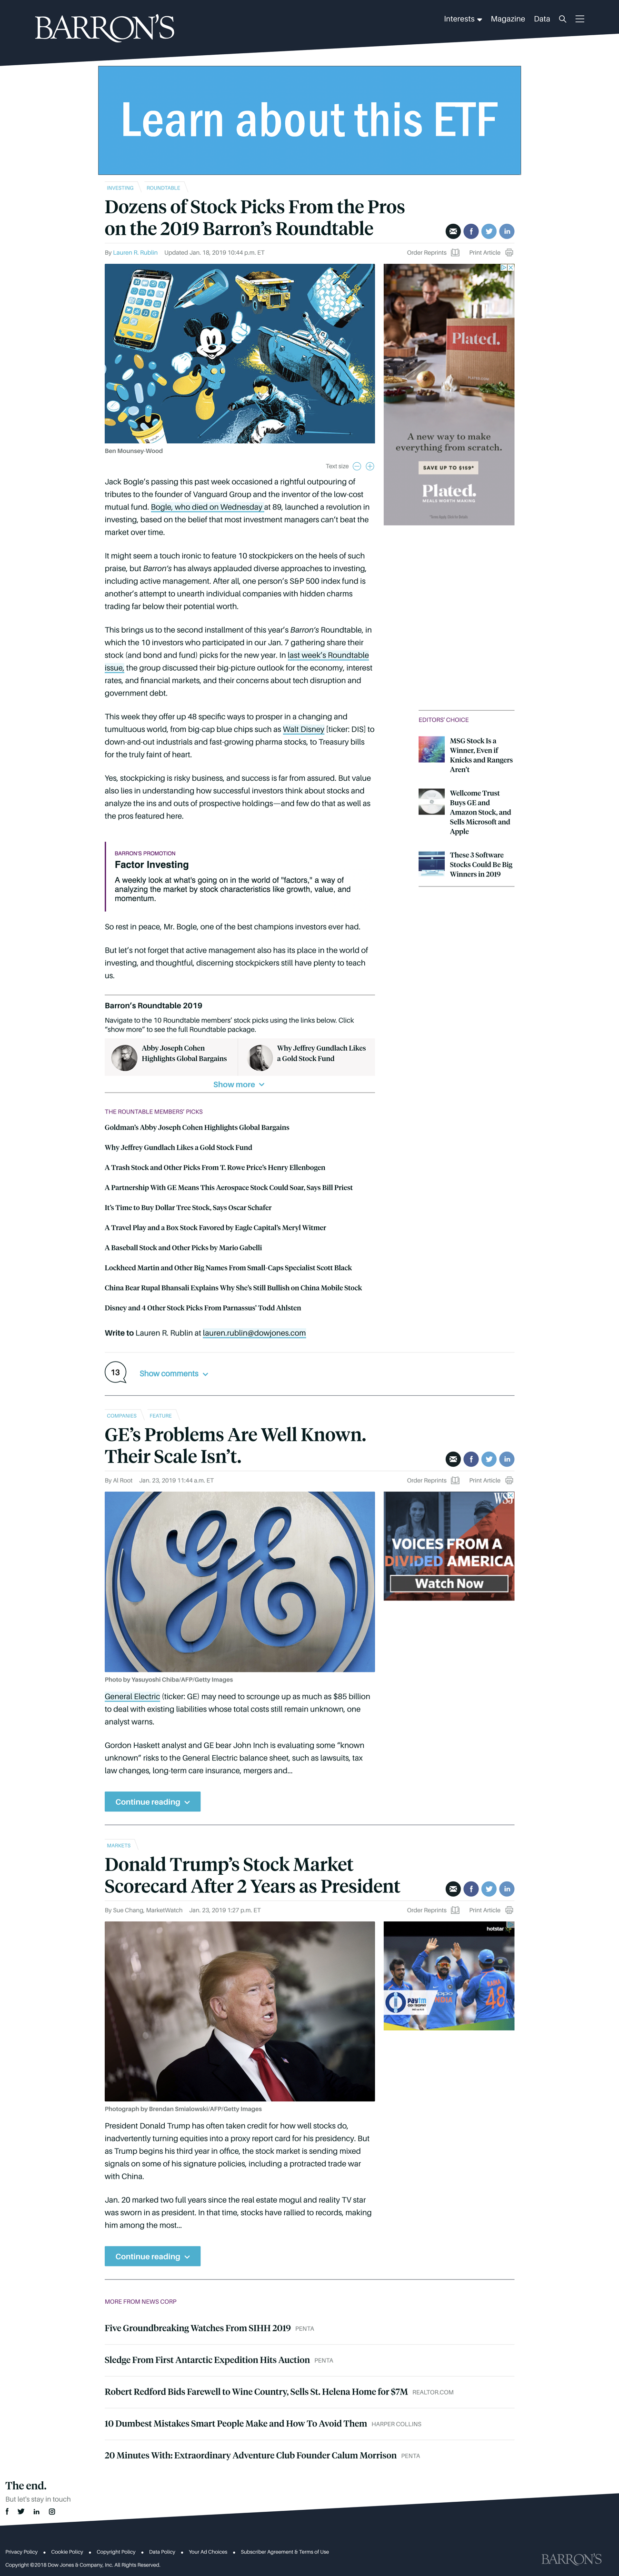 BARRON'S
Interests
Magazine
Data
Learn about this ETF
INVESTING
ROUNDTABLE
Dozens of Stock Picks From the Pros
on the 2019 Barron's Roundtable
By Lauren R. Rublin Updated Jan. 18, 2019 10:44 p.m. ET
Order Reprints
Print Article
Ben Mounsey-Wood
Plated.
A new way to make
everything from scratch.
SAVE UP TO $159*
Plated.
Text size
Jack Bogle's passing this past week occasioned a rightful outpouring of
tributes to the founder of Vanguard Group and the inventor of the low-cost
mutual fund. Bogle, who died on Wednesday at 89, launched a revolution in
investing, based on the belief that most investment managers can't beat the
market over time.
It might seem a touch ironic to feature 10 stockpickers on the heels of such
praise, but Barron's has always applauded diverse approaches to investing,
including active management. After all, one person's S&P 500 index fund is
another's attempt to unearth individual companies with hidden charms
trading far below their potential worth.
This brings us to the second installment of this year's Barron's Roundtable, in
which the 10 investors who participated in our Jan. 7 gathering share their
stock (and bond and fund) picks for the new year. In last week's Roundtable
issue, the group discussed their big-picture outlook for the economy, interest
rates, and financial markets, and their concerns about tech disruption and
government debt.
This week they offer up 48 specific ways to prosper in a changing and
tumultuous world, from big-cap blue chips such as Walt Disney [ticker: DIS] to
down-and-out industrials and fast-growing pharma stocks, to Treasury bills
for the truly faint of heart.
Yes, stockpicking is risky business, and success is far from assured. But value
also lies in understanding how successful investors think about stocks and
analyze the ins and outs of prospective holdings—and few do that as well as
the pros featured here.
EDITORS' CHOICE
MSG Stock Is a
Winner, Even if
Knicks and Rangers
Aren't
Wellcome Trust
Buys GE and
Amazon Stock, and
Sells Microsoft and
Apple
These 3 Software
Stocks Could Be Big
Winners in 2019
BARRON'S PROMOTION
Factor Investing
A weekly look at what's going on in the world of "factors," a way of
analyzing the market by stock characteristics like growth, value, and
momentum.
So rest in peace, Mr. Bogle, one of the best champions investors ever had.
But let's not forget that active management also has its place in the world of
investing, and thoughtful, discerning stockpickers still have plenty to teach
us.
Barron's Roundtable 2019
Navigate to the 10 Roundtable members' stock picks using the links below. Click
"show more" to see the full Roundtable package.
Abby Joseph Cohen
Highlights Global Bargains
Why Jeffrey Gundlach Likes
a Gold Stock Fund
Show more
THE ROUNTABLE MEMBERS' PICKS
Goldman's Abby Joseph Cohen Highlights Global Bargains
Why Jeffrey Gundlach Likes a Gold Stock Fund
A Trash Stock and Other Picks From T. Rowe Price's Henry Ellenbogen
A Partnership With GE Means This Aerospace Stock Could Soar, Says Bill Priest
It's Time to Buy Dollar Tree Stock, Says Oscar Schafer
A Travel Play and a Box Stock Favored by Eagle Capital's Meryl Witmer
A Baseball Stock and Other Picks by Mario Gabelli
Lockheed Martin and Other Big Names From Small-Caps Specialist Scott Black
China Bear Rupal Bhansali Explains Why She's Still Bullish on China Mobile Stock
Disney and 4 Other Stock Picks From Parnassus' Todd Ahlsten
Write to Lauren R. Rublin at lauren.rublin@dowjones.com
13
Show comments
COMPANIES
FEATURE
GE's Problems Are Well Known.
Their Scale Isn't.
By Al Root Jan. 23, 2019 11:44 a.m. ET
Order Reprints
Print Article
WSJ
VOICES FROM A
DIVIDED AMERICA
Watch Now
Photo by Yasuyoshi Chiba/AFP/Getty Images
General Electric (ticker: GE) may need to scrounge up as much as $85 billion
to deal with existing liabilities whose total costs still remain unknown, one
analyst warns.
Gordon Haskett analyst and GE bear John Inch is evaluating some "known
unknown" risks to the General Electric balance sheet, such as lawsuits, tax
law changes, long-term care insurance, mergers and...
Continue reading
MARKETS
Donald Trump's Stock Market
Scorecard After 2 Years as President
By Sue Chang, MarketWatch Jan. 23, 2019 1:27 p.m. ET
Order Reprints
Print Article
hotstar
PAYTM
48
Photograph by Brendan Smialowski/AFP/Getty Images
President Donald Trump has often taken credit for how well stocks do,
inadvertently turning equities into a proxy report card for his presidency. But
as Trump begins his third year in office, the stock market is sending mixed
signals on some of his signature policies, including a protracted trade war
with China.
Jan. 20 marked two full years since the real estate mogul and reality TV star
was sworn in as president. In that time, stocks have rallied to records, making
him among the most...
Continue reading
MORE FROM NEWS CORP
Five Groundbreaking Watches From SIHH 2019 PENTA
Sledge From First Antarctic Expedition Hits Auction PENTA
Robert Redford Bids Farewell to Wine Country, Sells St. Helena Home for $7M REALTOR.COM
10 Dumbest Mistakes Smart People Make and How To Avoid Them HARPER COLLINS
20 Minutes With: Extraordinary Adventure Club Founder Calum Morrison PENTA
The end.
But let's stay in touch
Privacy Policy
Cookie Policy
Copyright Policy
Data Policy
Your Ad Choices
Subscriber Agreement & Terms of Use
Copyright ©2018 Dow Jones & Company, Inc. All Rights Reserved.
BARRON'S